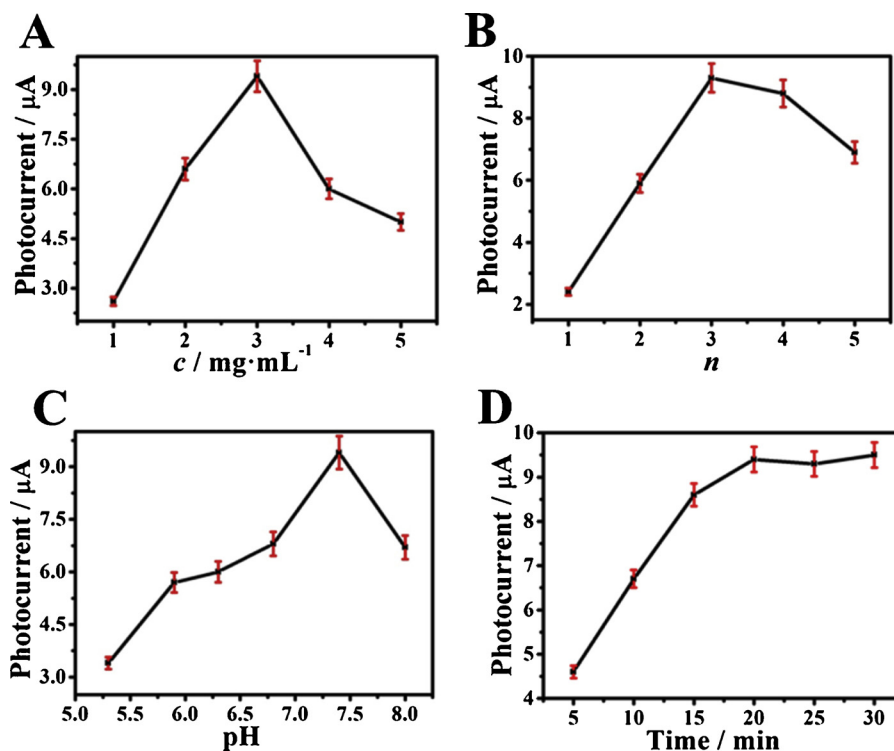 A
Photocurrent / μA
9.0
7.5
6.0
4.5
3.0
1 2 3 4 5
c / mg·mL⁻¹
B
Photocurrent / μA
10
8
6
4
2
1 2 3 4 5
n
C
Photocurrent / μA
9.0
7.5
6.0
4.5
3.0
5.0 5.5 6.0 6.5 7.0 7.5 8.0
pH
D
Photocurrent / μA
10
9
8
7
6
5
4
5 10 15 20 25 30
Time / min